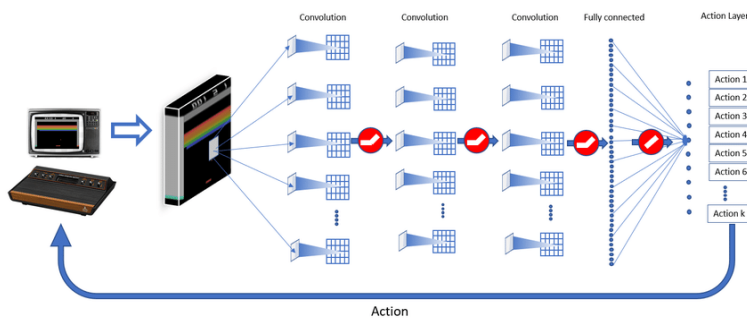 Convolution
Convolution
Convolution
Fully connected
Action Layer
Action 1
Action 2
Action 3
Action 4
Action 5
Action 6
Action k
Action